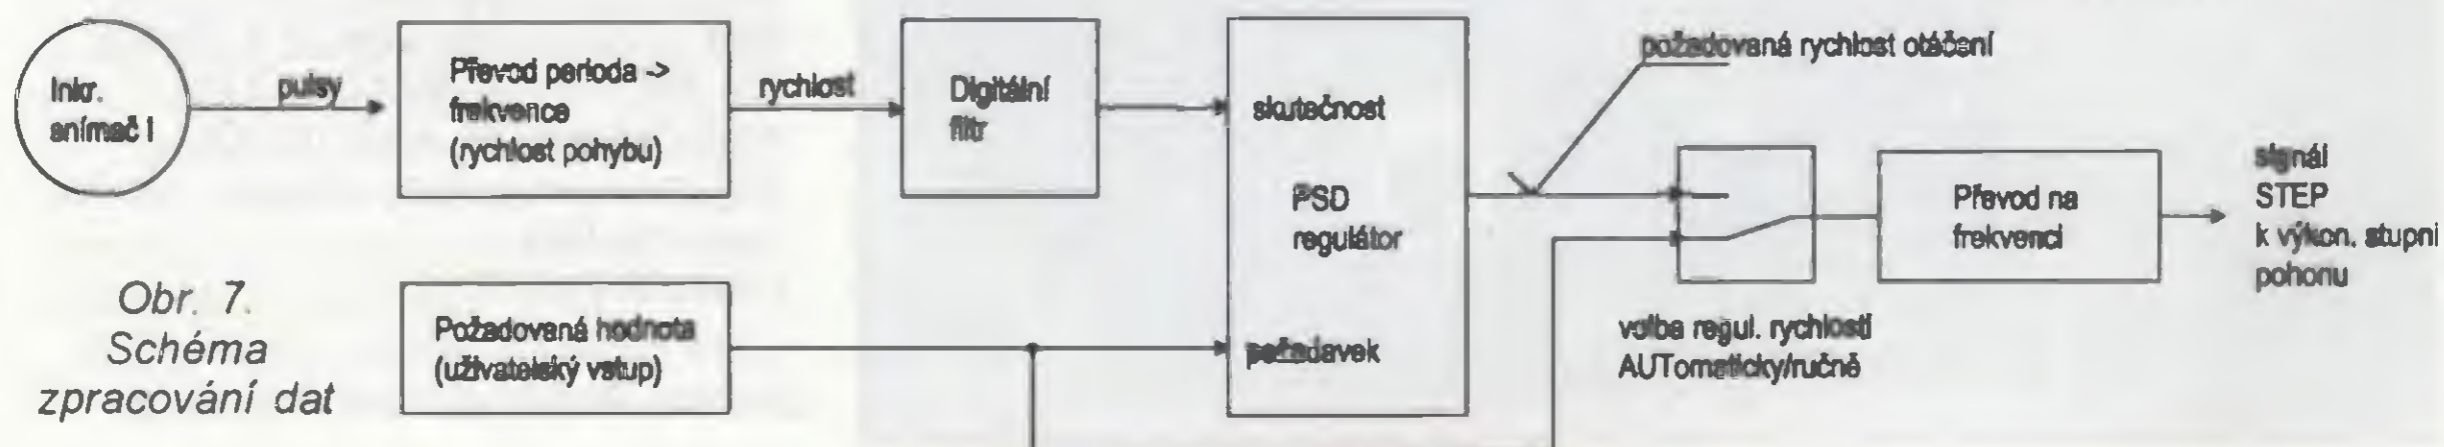 Inkr.
snímač I
pulsy
Převod perioda ->
frekvence
(rychlost pohybu)
rychlost
Digitální
filtr
skutečnost
PSD
regulátor
požadavek
požadovaná rychlost otáčení
Převod na
frekvenci
signál
STEP
k výkon. stupni
pohonu
volba regul. rychlostí
AUTomaticky/ručně
Požadovaná hodnota
(uživatelský vstup)
Obr. 7.
Schéma
zpracování dat